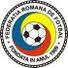 FEDERATIA ROMANA DE FOTBAL
FONDATA IN ANUL 1909